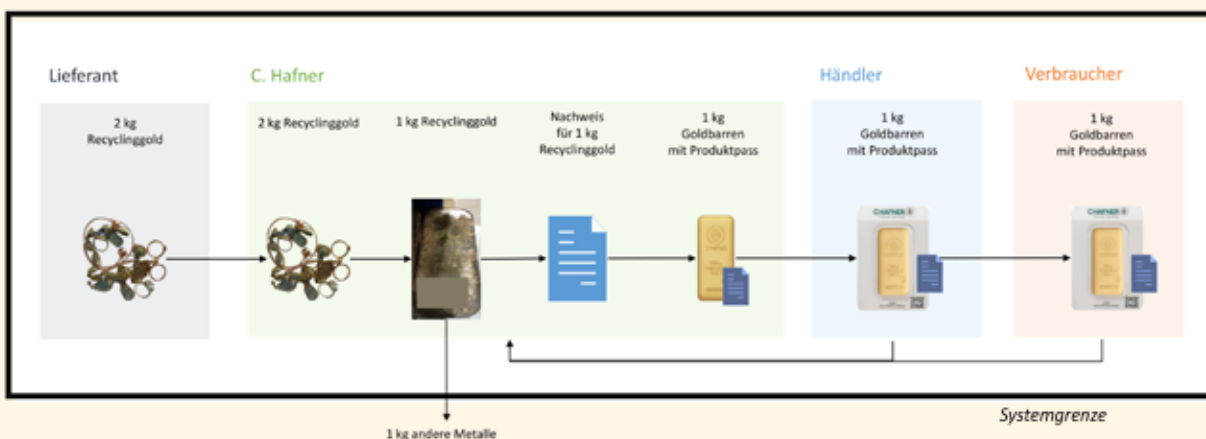 Lieferant
C. Hafner
Händler
Verbraucher
2 kg
Recyclinggold
2 kg Recyclinggold
1 kg Recyclinggold
Nachweis
für 1 kg
Recyclinggold
1 kg
Goldbarren
mit Produktpass
1 kg
Goldbarren
mit Produktpass
1 kg
Goldbarren
mit Produktpass
C·HAFNER
C·HAFNER
Systemgrenze
1 kg andere Metalle